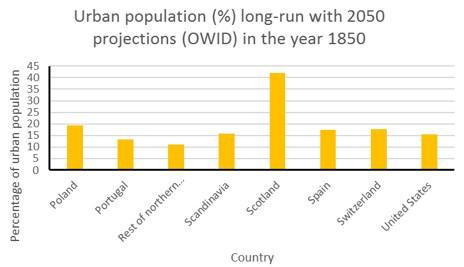 Urban population (%) long-run with 2050
projections (OWID) in the year 1850
Percentage of urban population
45
40
35
30
25
20
15
10
5
0
Poland
Portugal
Rest of northern...
Scandinavia
Scotland
Spain
Switzerland
United States
Country